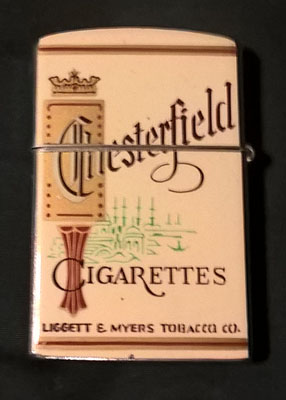 Chesterfield
CIGARETTES
LIGGETT & MYERS TOBACCO CO.